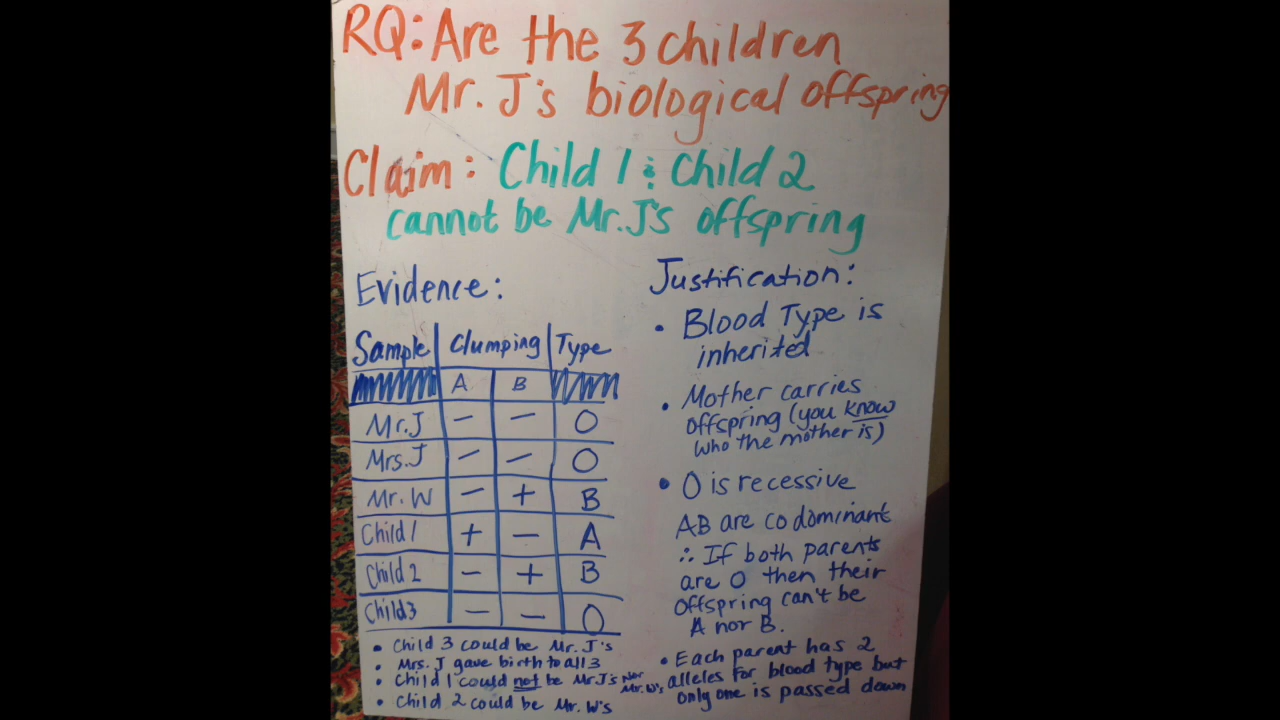 RQ: Are the 3 children
Mr. J's biological offspring
Claim: Child 1 & Child 2
cannot be Mr. J's offspring
Evidence:
Sample | Clumping | Type
A | B
Mr. J | − | − | O
Mrs. J | − | − | O
Mr. W | − | + | B
Child 1 | + | − | A
Child 2 | − | + | B
Child 3 | − | − | O
• Child 3 could be Mr. J's
• Mrs. J gave birth to all 3
• Child 1 could not be Mr J's Nor Mr. W's
• Child 2 could be Mr. W's
Justification:
• Blood Type is
inherited
• Mother carries
offspring (you know
who the mother is)
• O is recessive
AB are codominant
∴ If both parents
are O then their
offspring can't be
A nor B.
• Each parent has 2
alleles for blood type but
only one is passed down